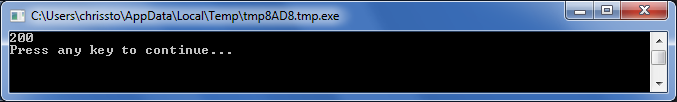 C:\Users\chrissto\AppData\Local\Temp\tmp8AD8.tmp.exe
200
Press any key to continue...